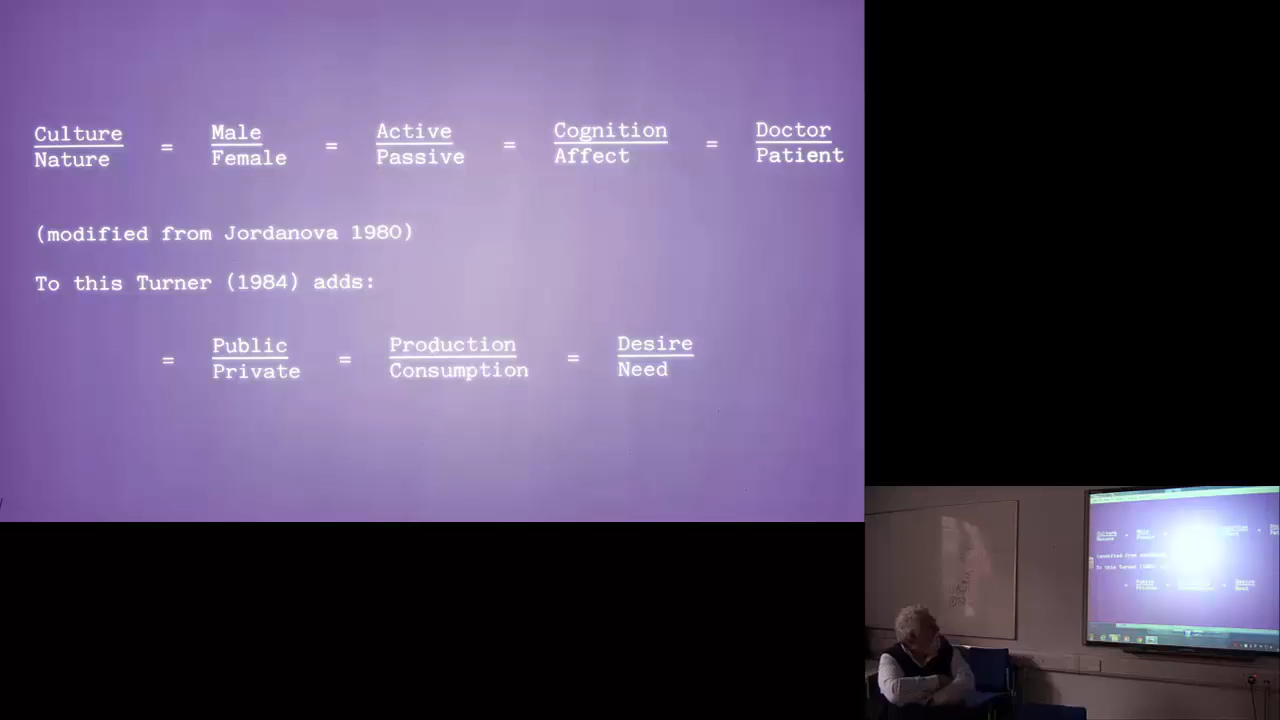 Culture = Male = Active = Cognition = Doctor
Nature Female Passive Affect Patient
(modified from Jordanova 1980)
To this Turner (1984) adds:
= Public = Production = Desire
Private Consumption Need